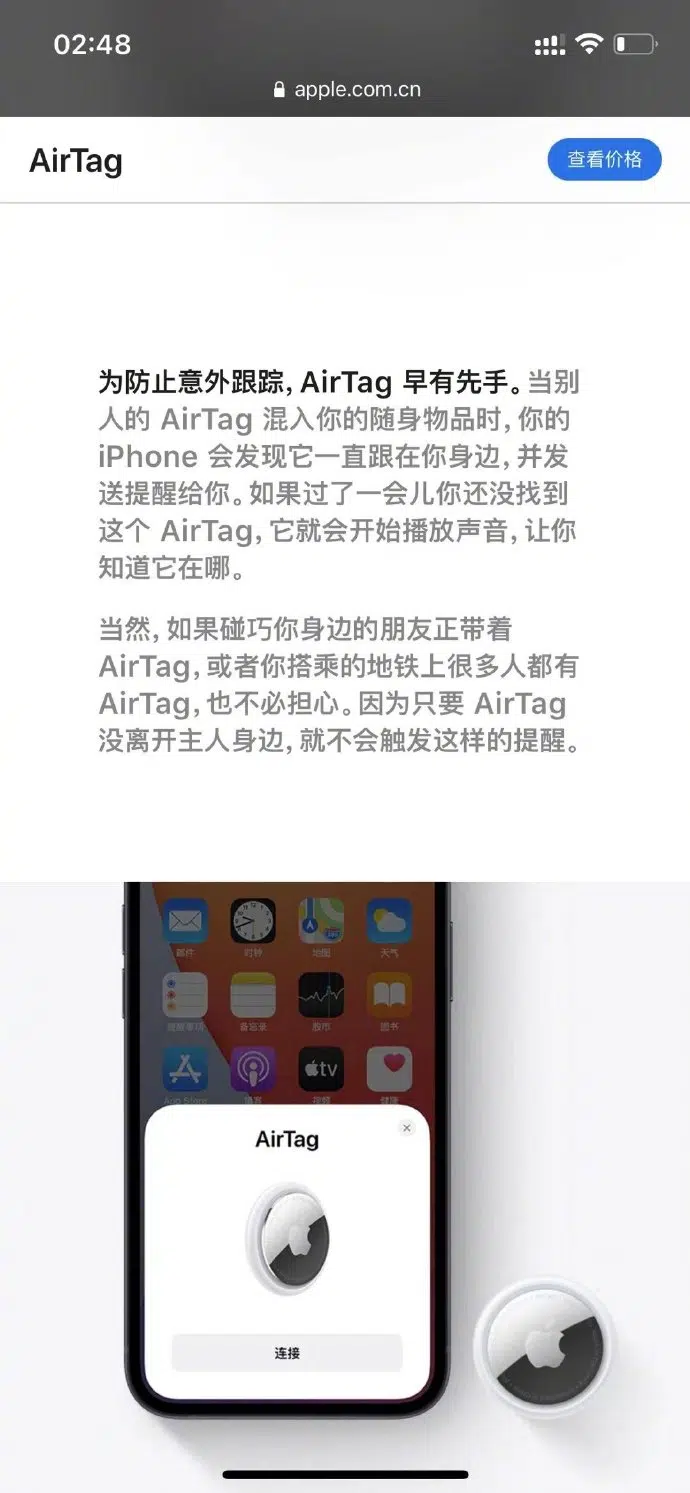 02:48
apple.com.cn
AirTag
查看价格
为防止意外跟踪，AirTag 早有先手。当别
人的 AirTag 混入你的随身物品时，你的
iPhone 会发现它一直跟在你身边，并发
送提醒给你。如果过了一会儿你还没找到
这个 AirTag，它就会开始播放声音，让你
知道它在哪。
当然，如果碰巧你身边的朋友正带着
AirTag，或者你搭乘的地铁上很多人都有
AirTag，也不必担心。因为只要 AirTag
没离开主人身边，就不会触发这样的提醒。
邮件 时钟 地图 天气
提醒事项 备忘录 股市 图书
tv
App Store 播客 视频 健康
AirTag
连接